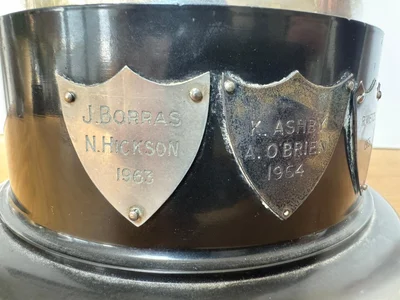 J. BORRAS
N. HICKSON
1963
K. ASHBY
A. O'BRIEN
1964